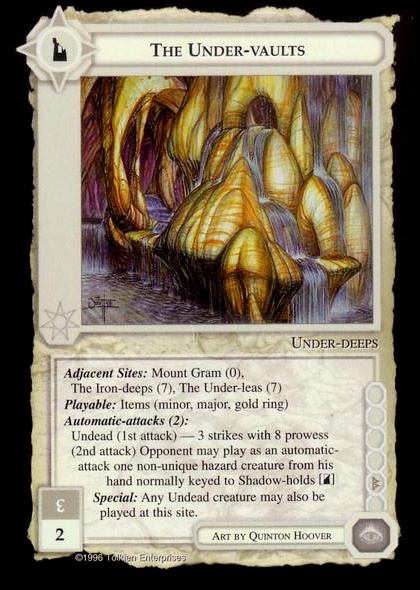 THE UNDER-VAULTS
UNDER-DEEPS
Adjacent Sites: Mount Gram (0),
The Iron-deeps (7), The Under-leas (7)
Playable: Items (minor, major, gold ring)
Automatic-attacks (2):
Undead (1st attack) — 3 strikes with 8 prowess
(2nd attack) Opponent may play as an automatic-
attack one non-unique hazard creature from his
hand normally keyed to Shadow-holds [ ]
Special: Any Undead creature may also be
played at this site.
ε
2
ART BY QUINTON HOOVER
©1996 Tolkien Enterprises